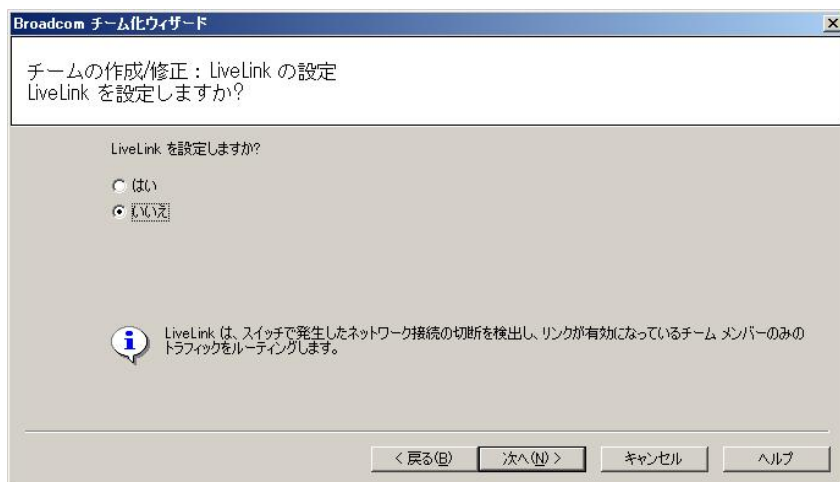 Broadcom チーム化ウィザード
チームの作成/修正：LiveLink の設定
LiveLink を設定しますか?
LiveLink を設定しますか?
はい
いいえ
LiveLink は、スイッチで発生したネットワーク接続の切断を検出し、リンクが有効になっているチーム メンバーのみの
トラフィックをルーティングします。
< 戻る(B)
次へ(N) >
キャンセル
ヘルプ